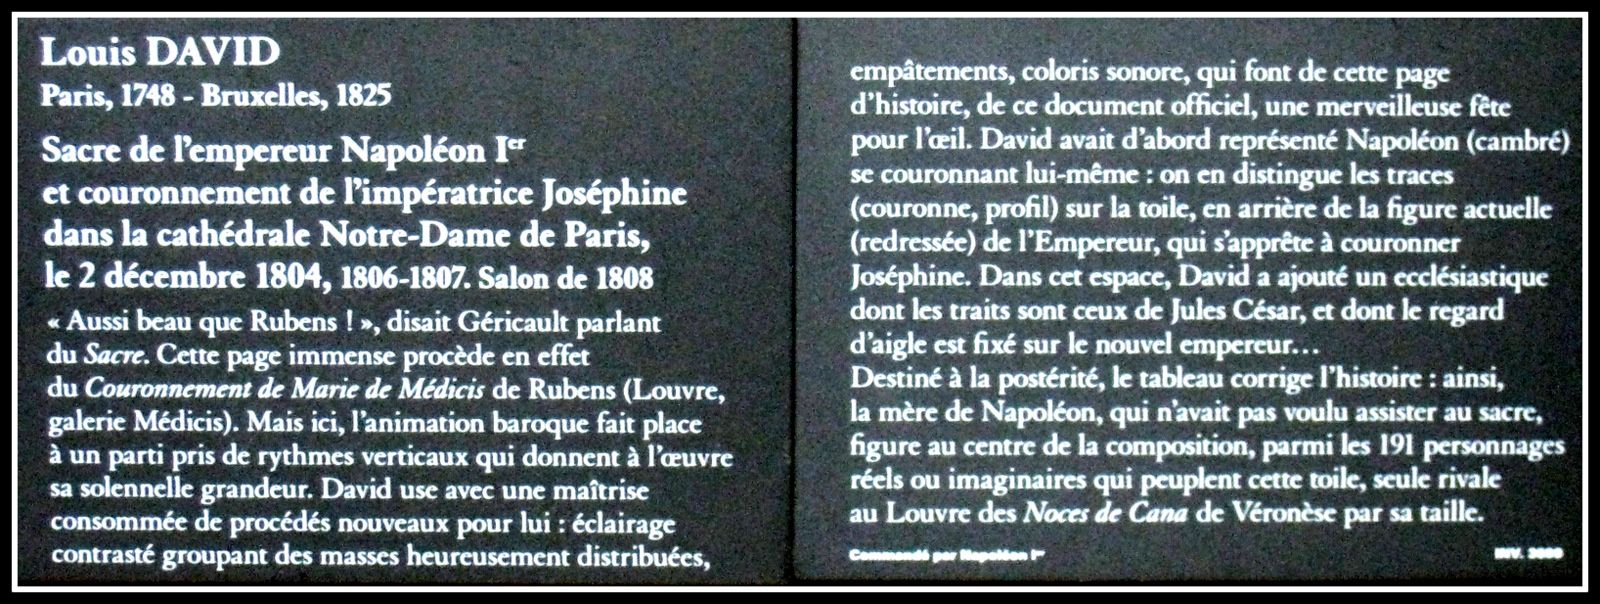 Louis DAVID
Paris, 1748 - Bruxelles, 1825
Sacre de l'empereur Napoléon Ier
et couronnement de l'impératrice Joséphine
dans la cathédrale Notre-Dame de Paris,
le 2 décembre 1804, 1806-1807. Salon de 1808
« Aussi beau que Rubens ! », disait Géricault parlant
du Sacre. Cette page immense procède en effet
du Couronnement de Marie de Médicis de Rubens (Louvre,
galerie Médicis). Mais ici, l'animation baroque fait place
à un parti pris de rythmes verticaux qui donnent à l'œuvre
sa solennelle grandeur. David use avec une maîtrise
consommée de procédés nouveaux pour lui : éclairage
contrasté groupant des masses heureusement distribuées,
empâtements, coloris sonore, qui font de cette page
d'histoire, de ce document officiel, une merveilleuse fête
pour l'œil. David avait d'abord représenté Napoléon (cambré)
se couronnant lui-même : on en distingue les traces
(couronne, profil) sur la toile, en arrière de la figure actuelle
(redressée) de l'Empereur, qui s'apprête à couronner
Joséphine. Dans cet espace, David a ajouté un ecclésiastique
dont les traits sont ceux de Jules César, et dont le regard
d'aigle est fixé sur le nouvel empereur...
Destiné à la postérité, le tableau corrige l'histoire : ainsi,
la mère de Napoléon, qui n'avait pas voulu assister au sacre,
figure au centre de la composition, parmi les 191 personnages
réels ou imaginaires qui peuplent cette toile, seule rivale
au Louvre des Noces de Cana de Véronèse par sa taille.
Commandé par Napoléon Ier
INV.